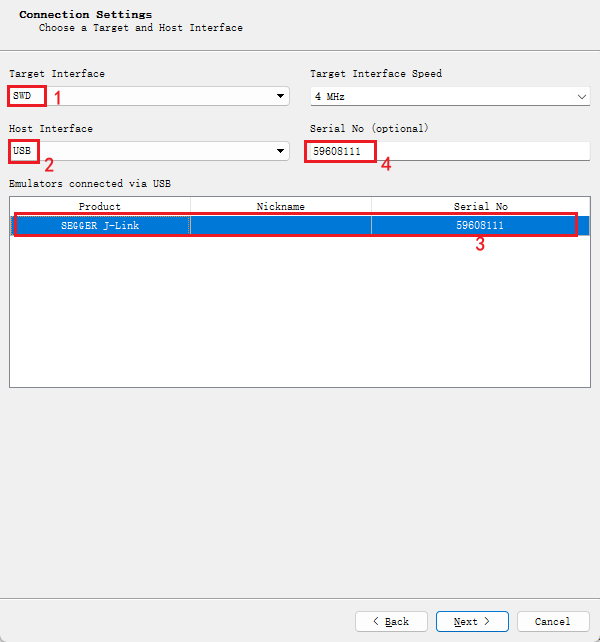 Connection Settings
Choose a Target and Host Interface
Target Interface
Target Interface Speed
SWD
1
4 MHz
Host Interface
Serial No (optional)
USB
2
59608111
4
Emulators connected via USB
Product Nickname Serial No
SEGGER J-Link 59608111
3
< Back
Next >
Cancel